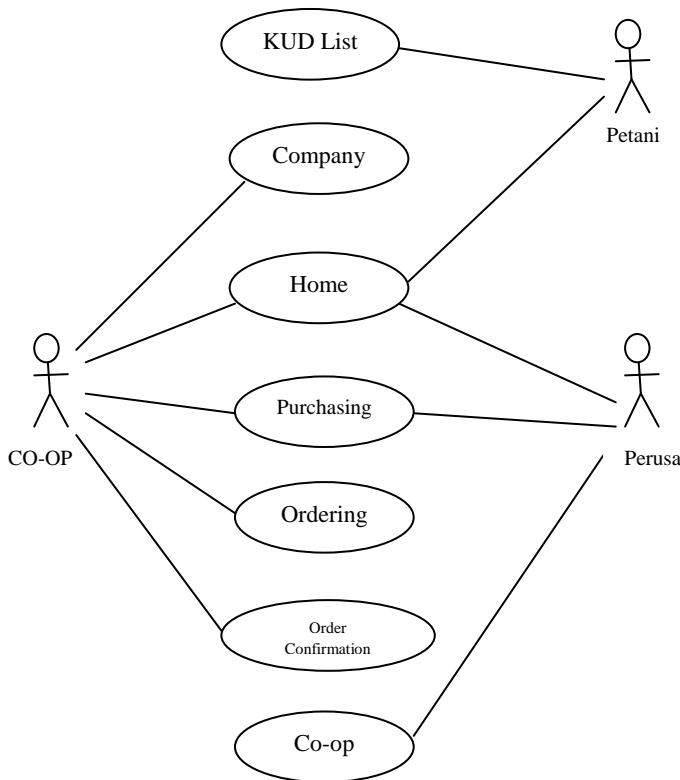 KUD List
Petani
Company
Home
Purchasing
CO-OP
Perusa
Ordering
Order
Confirmation
Co-op